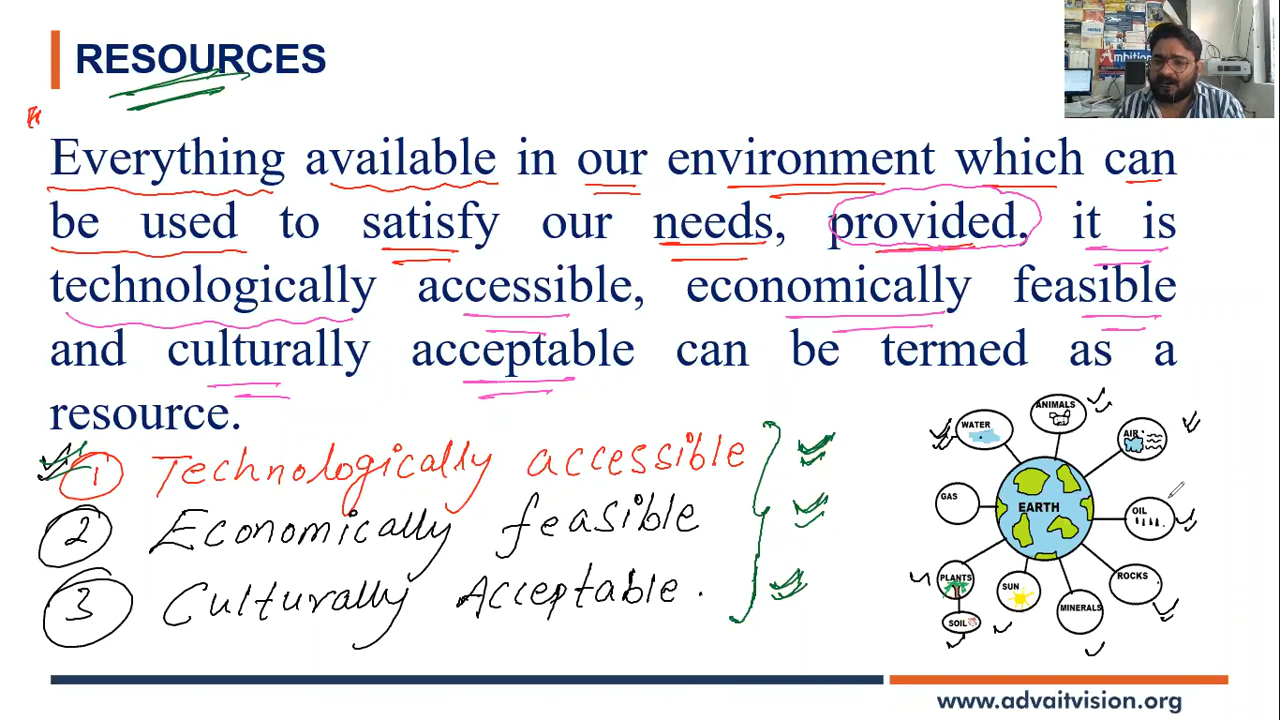 RESOURCES
Ambition
Everything available in our environment which can
be used to satisfy our needs, provided, it is
technologically accessible, economically feasible
and culturally acceptable can be termed as a
resource.
1 Technologically accessible
2 Economically feasible
3 Culturally Acceptable.
ANIMALS
WATER
AIR
GAS
EARTH
OIL
PLANTS
SUN
ROCKS
MINERALS
SOIL
www.advaitvision.org